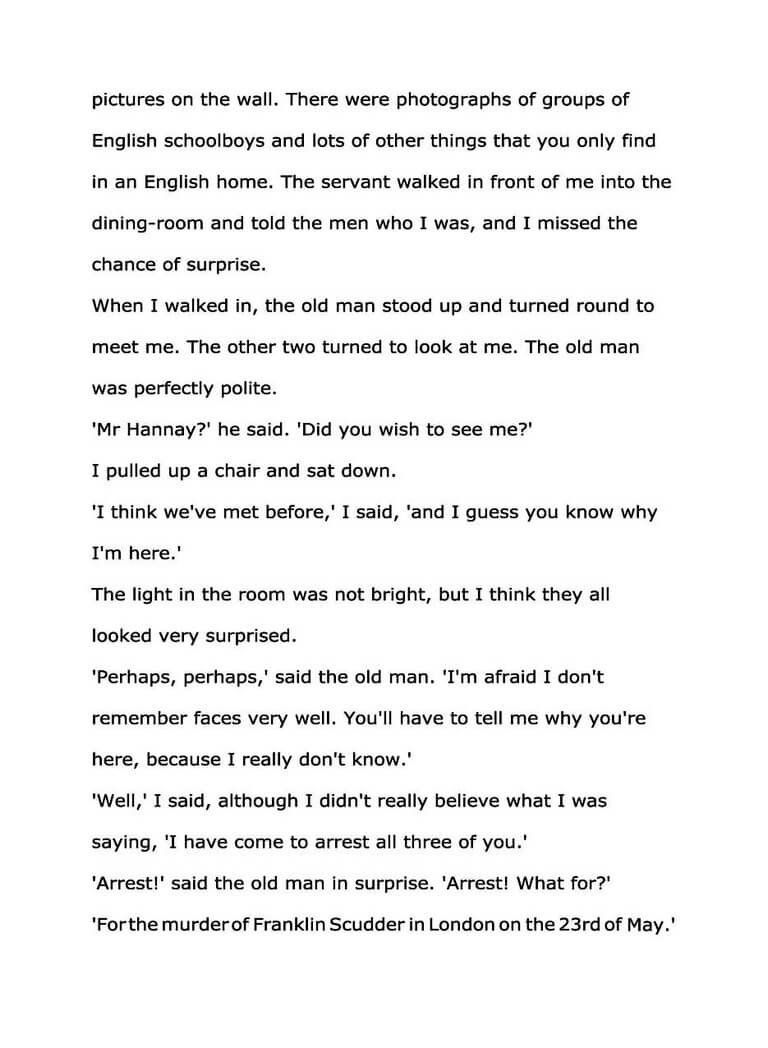 pictures on the wall. There were photographs of groups of
English schoolboys and lots of other things that you only find
in an English home. The servant walked in front of me into the
dining-room and told the men who I was, and I missed the
chance of surprise.
When I walked in, the old man stood up and turned round to
meet me. The other two turned to look at me. The old man
was perfectly polite.
'Mr Hannay?' he said. 'Did you wish to see me?'
I pulled up a chair and sat down.
'I think we've met before,' I said, 'and I guess you know why
I'm here.'
The light in the room was not bright, but I think they all
looked very surprised.
'Perhaps, perhaps,' said the old man. 'I'm afraid I don't
remember faces very well. You'll have to tell me why you're
here, because I really don't know.'
'Well,' I said, although I didn't really believe what I was
saying, 'I have come to arrest all three of you.'
'Arrest!' said the old man in surprise. 'Arrest! What for?'
'For the murder of Franklin Scudder in London on the 23rd of May.'